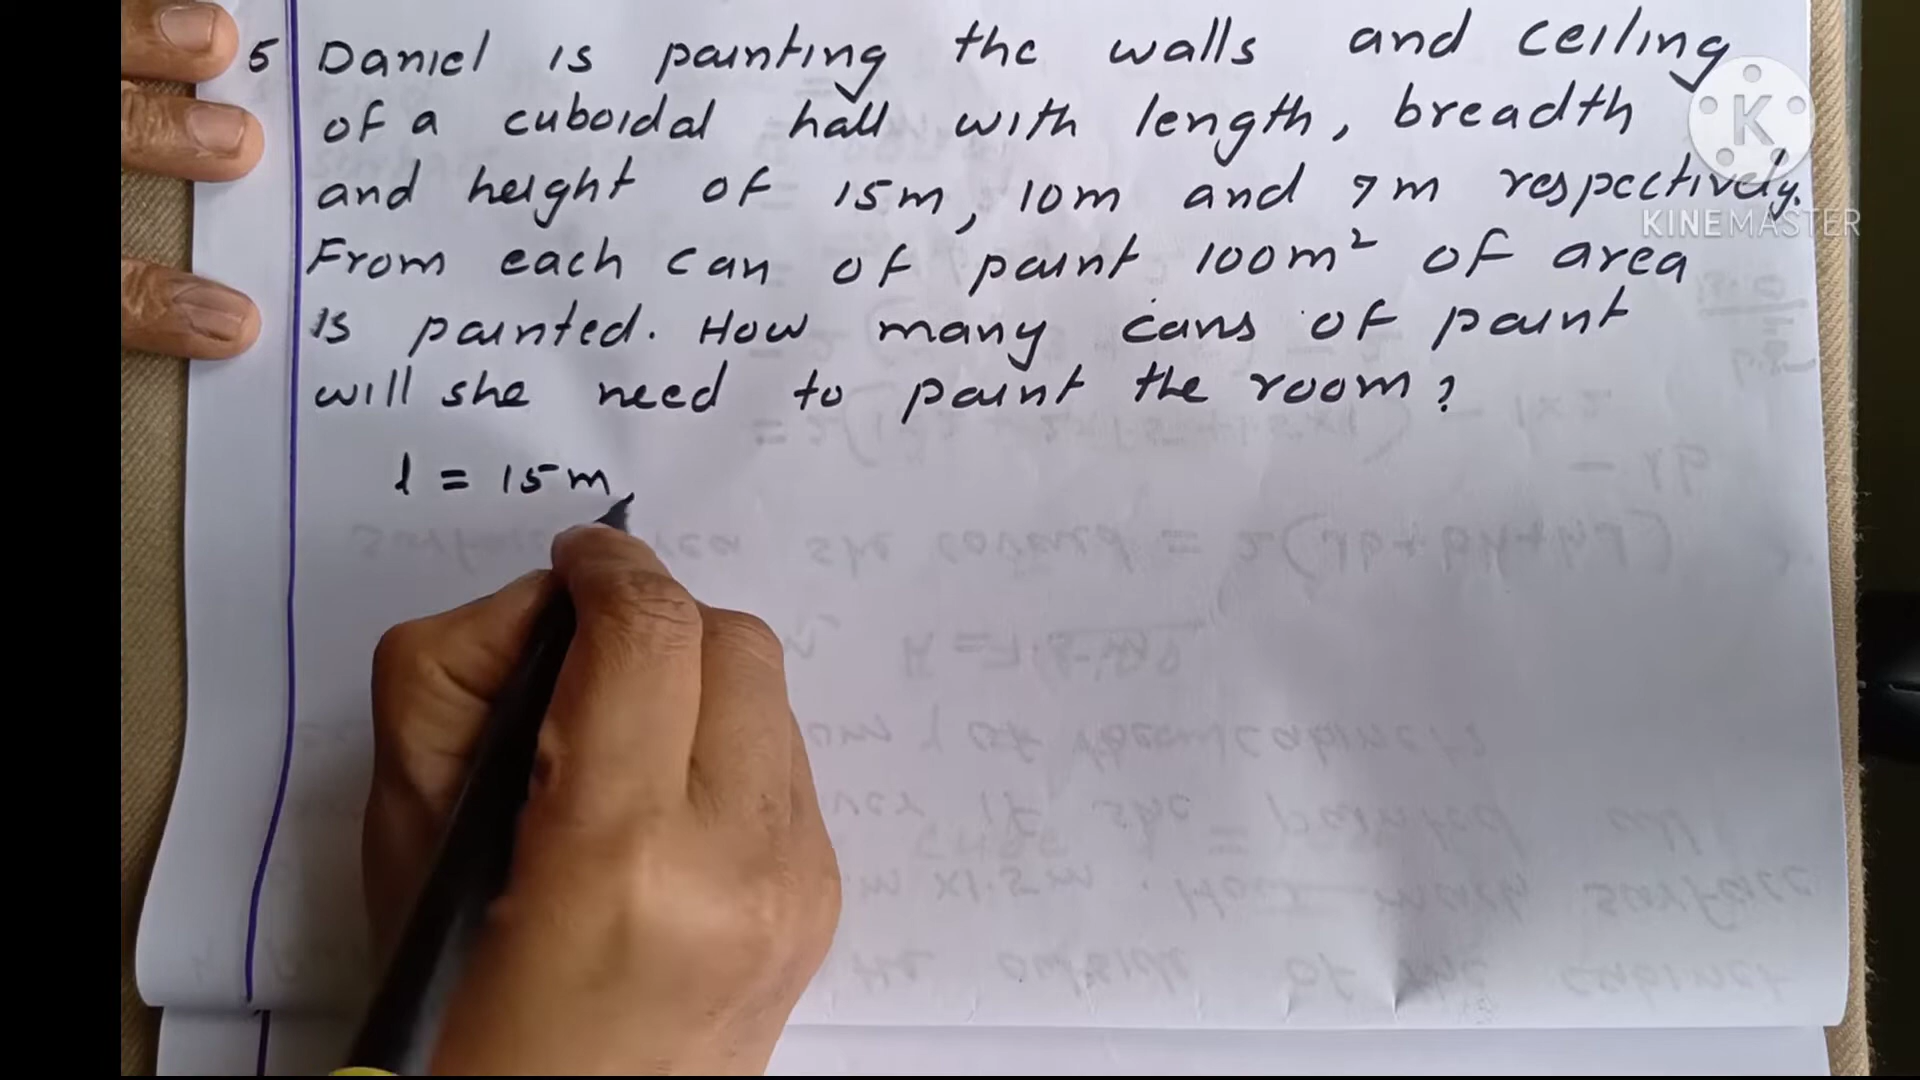 5 Daniel is painting the walls and ceiling
of a cuboidal hall with length, breadth
and height of 15m, 10m and 7m respectively.
From each can of paint 100m² of area
is painted. How many cans of paint
will she need to paint the room?
l = 15m,
K
KINEMASTER